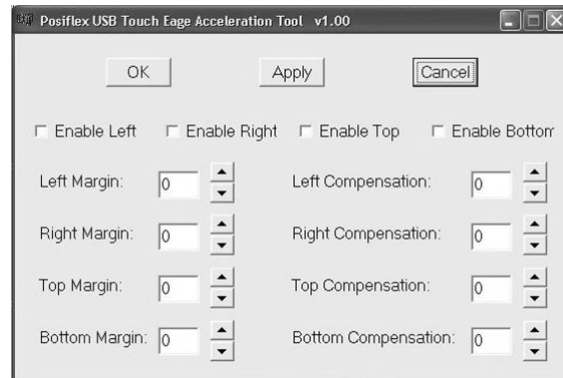 Posiflex USB Touch Eage Acceleration Tool v1.00
OK Apply Cancel
Enable Left Enable Right Enable Top Enable Bottom
Left Margin: 0 Left Compensation: 0
Right Margin: 0 Right Compensation: 0
Top Margin: 0 Top Compensation: 0
Bottom Margin: 0 Bottom Compensation: 0